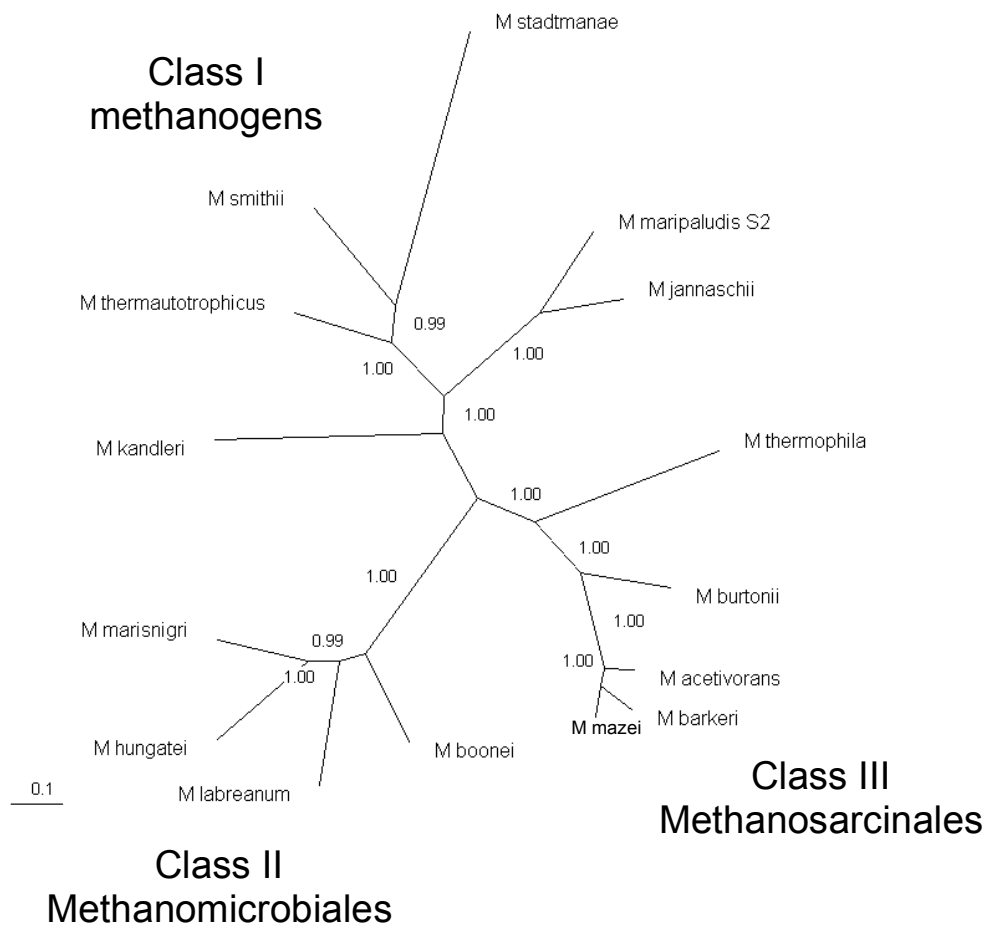 M stadtmanae
Class I
methanogens
M smithii
M maripaludis S2
M jannaschii
M thermautotrophicus
0.99
1.00
1.00
1.00
M kandleri
M thermophila
1.00
1.00
1.00
M burtonii
M marisnigri
0.99
1.00
1.00
1.00
M acetivorans
M barkeri
M mazei
M hungatei
M boonei
M labreanum
0.1
Class III
Methanosarcinales
Class II
Methanomicrobiales